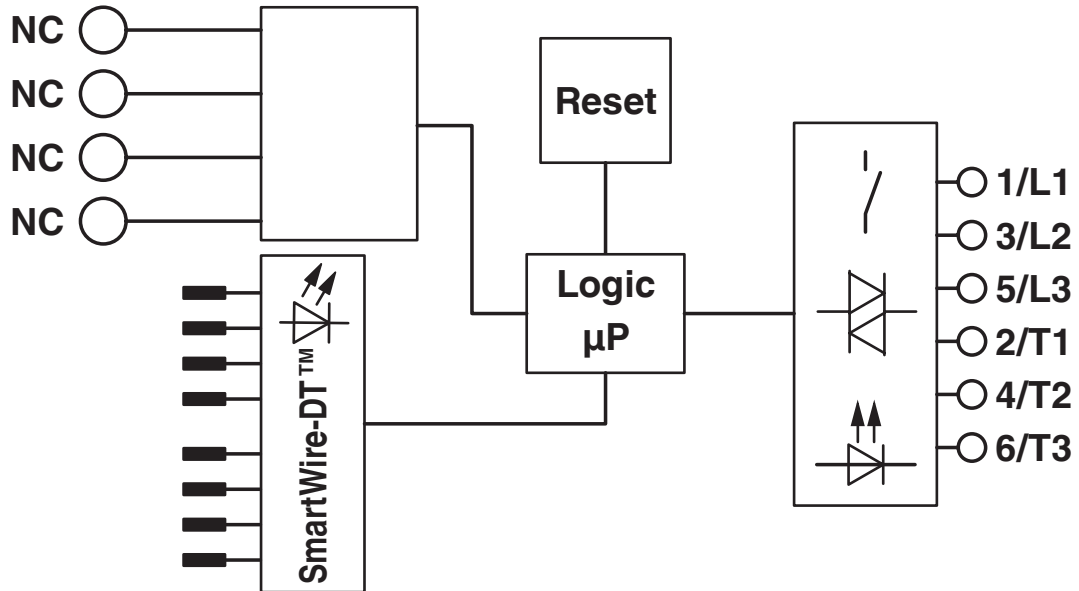 NC
NC
NC
NC
Reset
Logic
µP
SmartWire-DT™
1/L1
3/L2
5/L3
2/T1
4/T2
6/T3